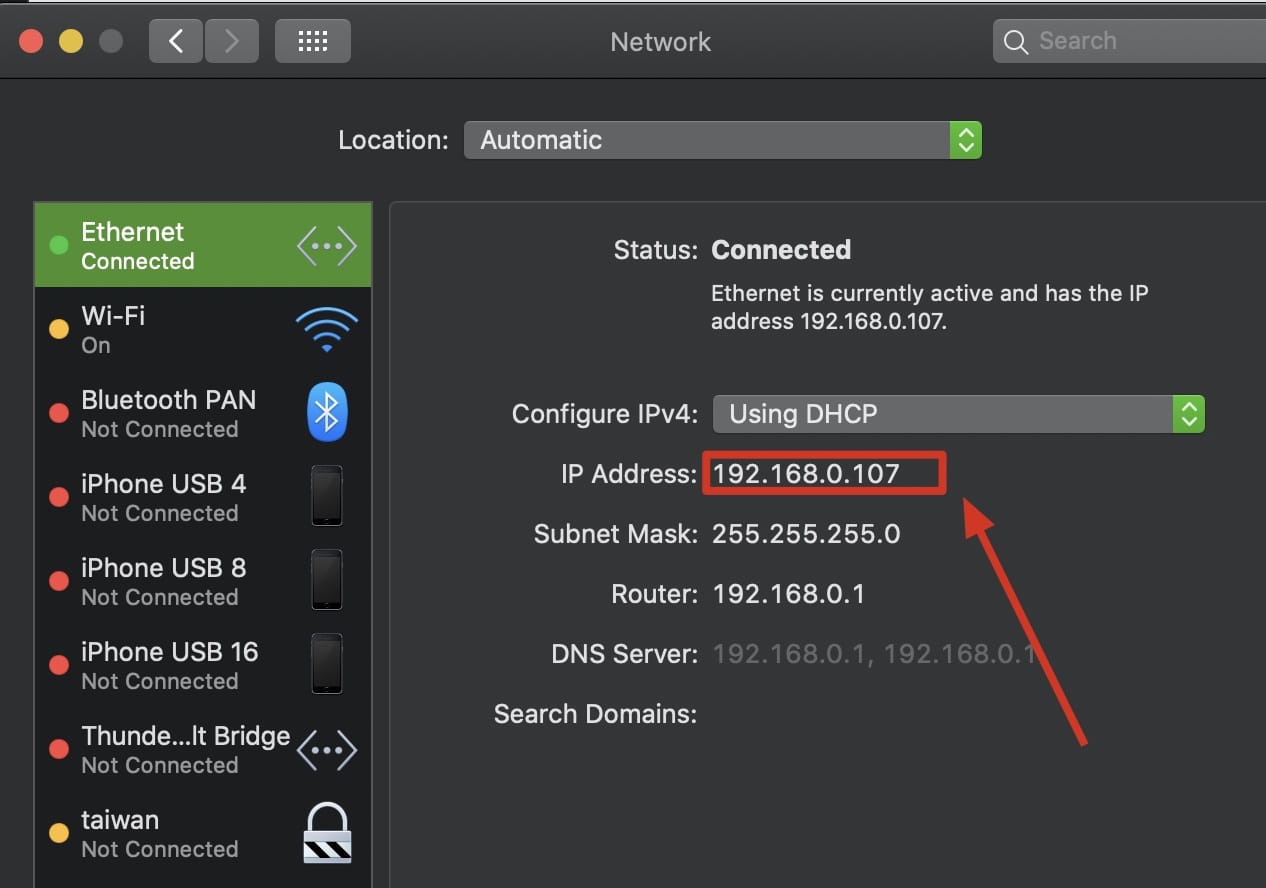 Network
Search
Location: Automatic
Ethernet
Connected
Wi-Fi
On
Bluetooth PAN
Not Connected
iPhone USB 4
Not Connected
iPhone USB 8
Not Connected
iPhone USB 16
Not Connected
Thunde...lt Bridge
Not Connected
taiwan
Not Connected
Status: Connected
Ethernet is currently active and has the IP
address 192.168.0.107.
Configure IPv4: Using DHCP
IP Address: 192.168.0.107
Subnet Mask: 255.255.255.0
Router: 192.168.0.1
DNS Server: 192.168.0.1, 192.168.0.1
Search Domains: